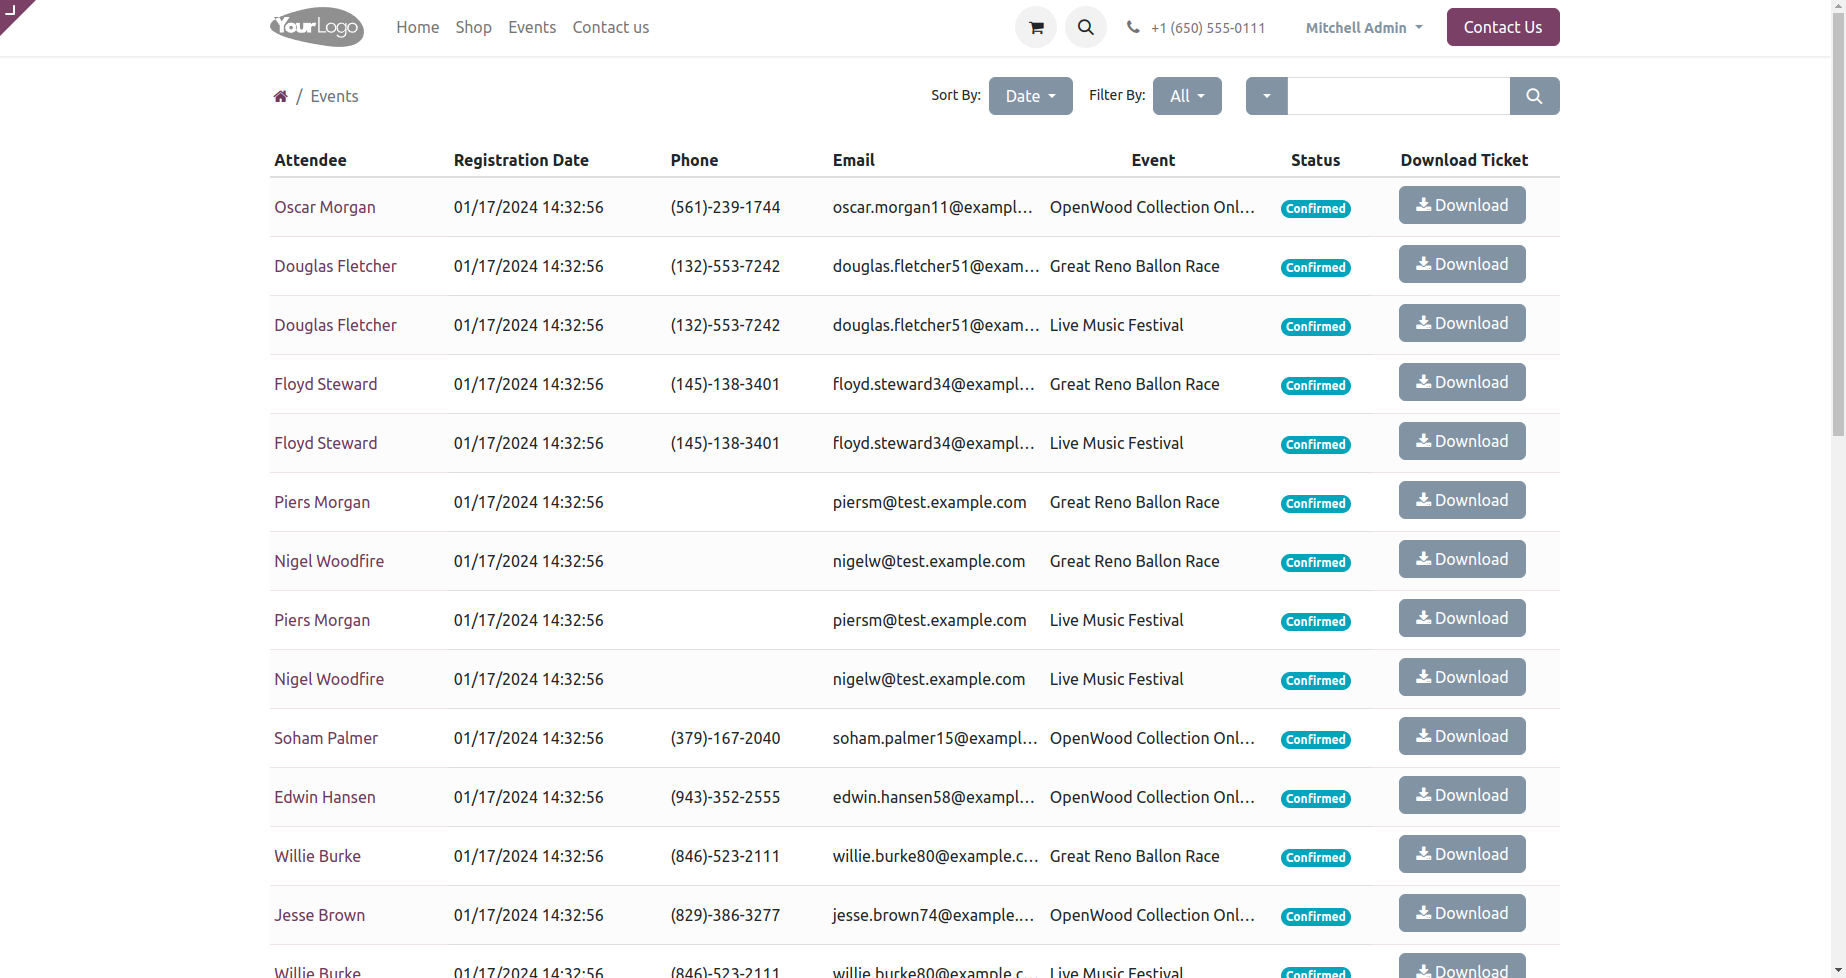 YourLogo Home Shop Events Contact us +1 (650) 555-0111 Mitchell Admin Contact Us
/ Events Sort By: Date Filter By: All
Attendee Registration Date Phone Email Event Status Download Ticket
Oscar Morgan 01/17/2024 14:32:56 (561)-239-1744 oscar.morgan11@exampl... OpenWood Collection Onl... Confirmed Download
Douglas Fletcher 01/17/2024 14:32:56 (132)-553-7242 douglas.fletcher51@exam... Great Reno Ballon Race Confirmed Download
Douglas Fletcher 01/17/2024 14:32:56 (132)-553-7242 douglas.fletcher51@exam... Live Music Festival Confirmed Download
Floyd Steward 01/17/2024 14:32:56 (145)-138-3401 floyd.steward34@exampl... Great Reno Ballon Race Confirmed Download
Floyd Steward 01/17/2024 14:32:56 (145)-138-3401 floyd.steward34@exampl... Live Music Festival Confirmed Download
Piers Morgan 01/17/2024 14:32:56 piersm@test.example.com Great Reno Ballon Race Confirmed Download
Nigel Woodfire 01/17/2024 14:32:56 nigelw@test.example.com Great Reno Ballon Race Confirmed Download
Piers Morgan 01/17/2024 14:32:56 piersm@test.example.com Live Music Festival Confirmed Download
Nigel Woodfire 01/17/2024 14:32:56 nigelw@test.example.com Live Music Festival Confirmed Download
Soham Palmer 01/17/2024 14:32:56 (379)-167-2040 soham.palmer15@exampl... OpenWood Collection Onl... Confirmed Download
Edwin Hansen 01/17/2024 14:32:56 (943)-352-2555 edwin.hansen58@exampl... OpenWood Collection Onl... Confirmed Download
Willie Burke 01/17/2024 14:32:56 (846)-523-2111 willie.burke80@example.c... Great Reno Ballon Race Confirmed Download
Jesse Brown 01/17/2024 14:32:56 (829)-386-3277 jesse.brown74@example.... OpenWood Collection Onl... Confirmed Download
Willie Burke 01/17/2024 14:32:56 (846)-523-2111 willie.burke80@example.c... Live Music Festival Confirmed Download